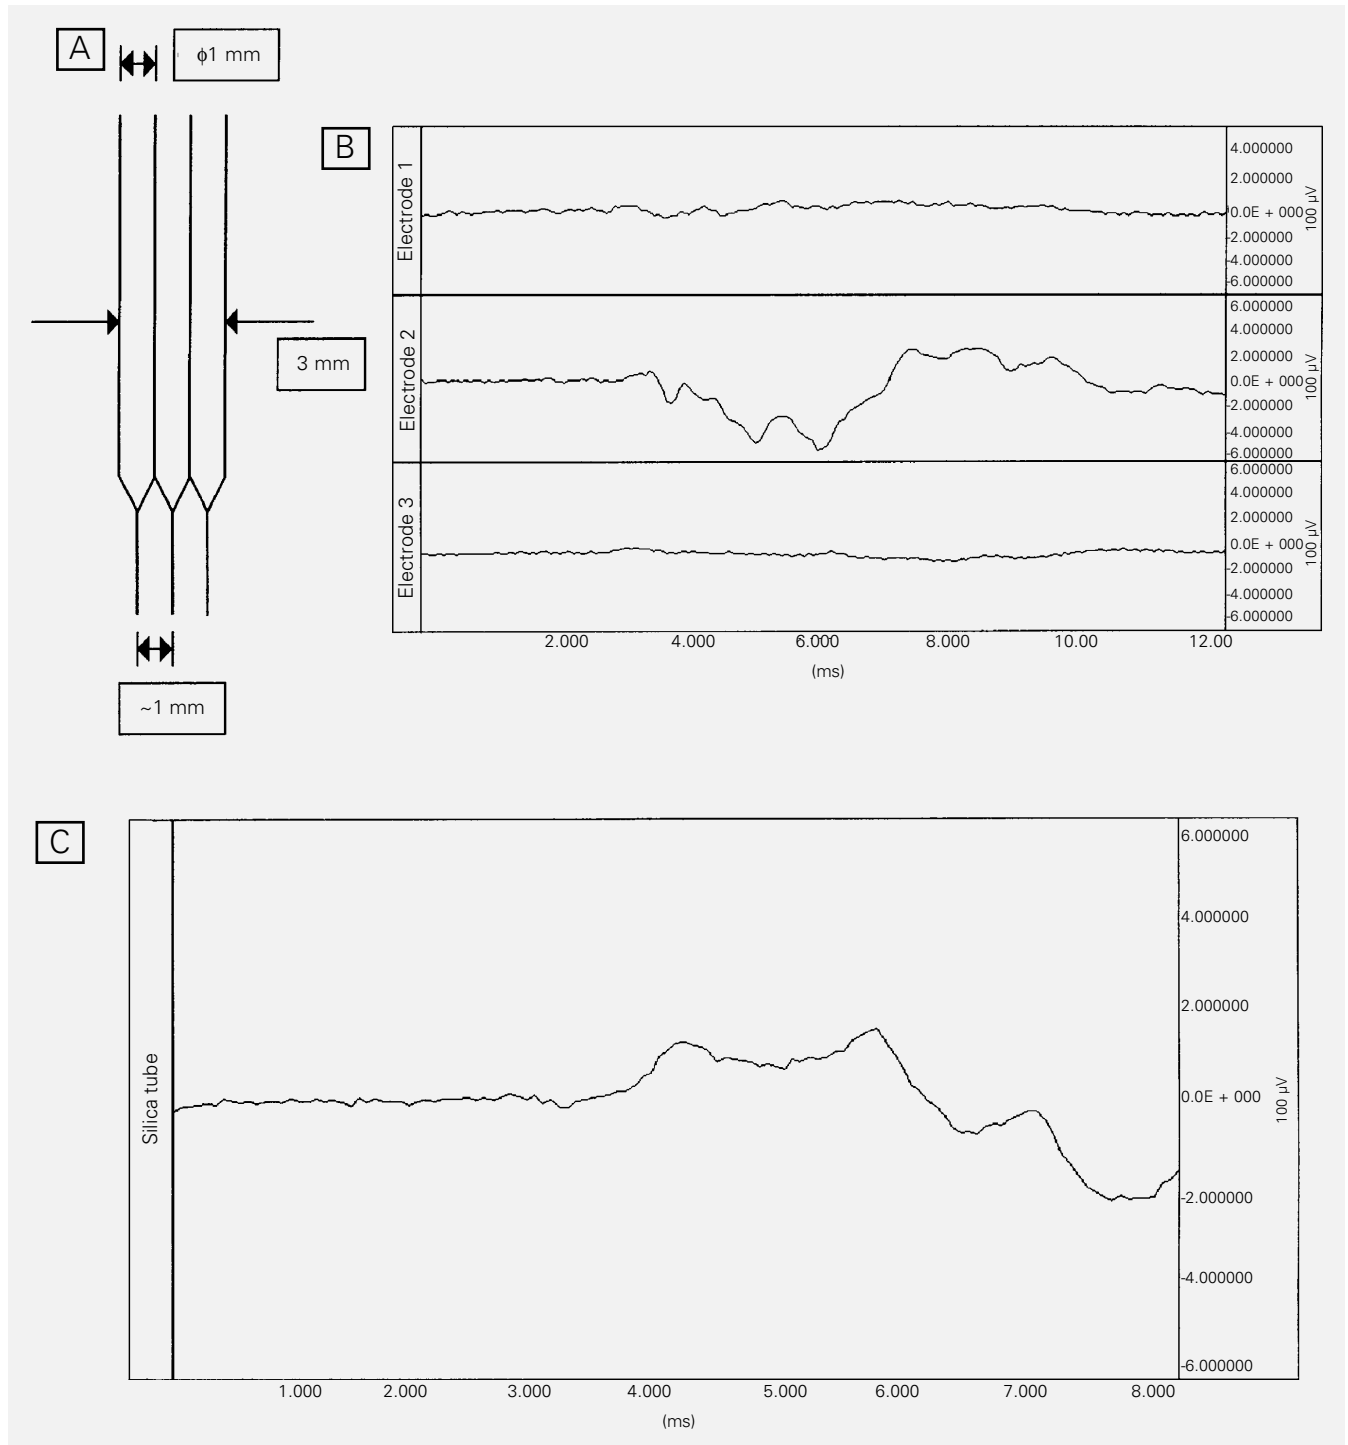 A
ϕ1 mm
3 mm
~1 mm
B
Electrode 1
4.000000
2.000000
0.0E + 000
-2.000000
-4.000000
-6.000000
100 µV
Electrode 2
6.000000
4.000000
2.000000
0.0E + 000
-2.000000
-4.000000
-6.000000
100 µV
Electrode 3
6.000000
4.000000
2.000000
0.0E + 000
-2.000000
-4.000000
-6.000000
100 µV
2.000 4.000 6.000 8.000 10.00 12.00
(ms)
C
Silica tube
6.000000
4.000000
2.000000
0.0E + 000
-2.000000
-4.000000
-6.000000
100 µV
1.000 2.000 3.000 4.000 5.000 6.000 7.000 8.000
(ms)